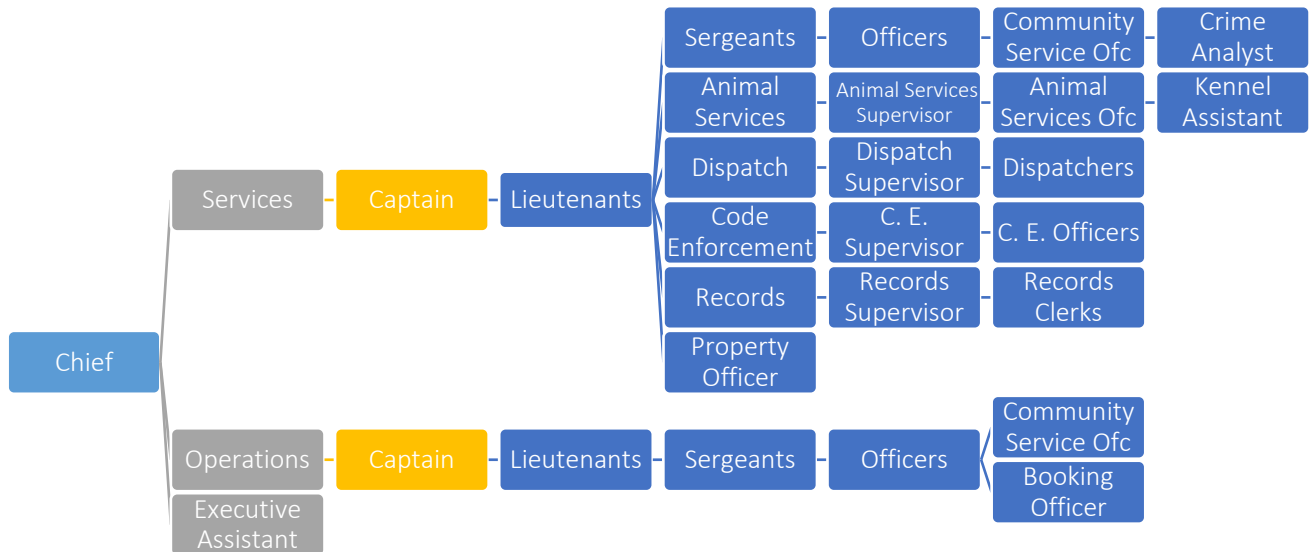 Sergeants
Officers
Community
Service Ofc
Crime
Analyst
Animal
Services
Animal Services
Supervisor
Animal
Services Ofc
Kennel
Assistant
Dispatch
Dispatch
Supervisor
Dispatchers
Services
Captain
Lieutenants
Code
Enforcement
C. E.
Supervisor
C. E. Officers
Records
Records
Supervisor
Records
Clerks
Chief
Property
Officer
Operations
Captain
Lieutenants
Sergeants
Officers
Community
Service Ofc
Booking
Officer
Executive
Assistant